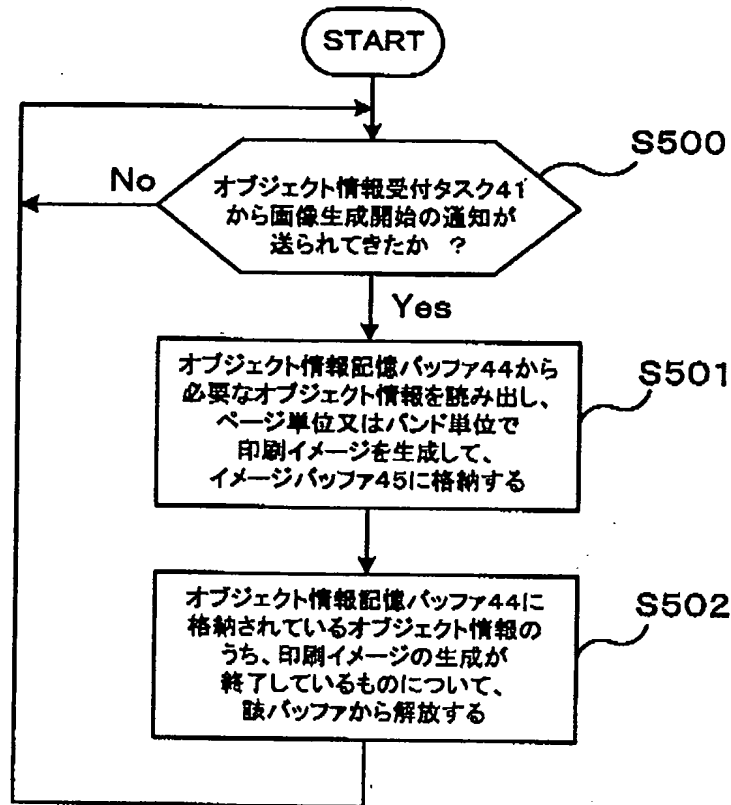 START
S500
No
オブジェクト情報受付タスク41
から画像生成開始の通知が
送られてきたか ?
Yes
オブジェクト情報記憶バッファ44から
必要なオブジェクト情報を読み出し、
ページ単位又はバンド単位で
印刷イメージを生成して、
イメージバッファ45に格納する
S501
オブジェクト情報記憶バッファ44に
格納されているオブジェクト情報の
うち、印刷イメージの生成が
終了しているものについて、
該バッファから解放する
S502